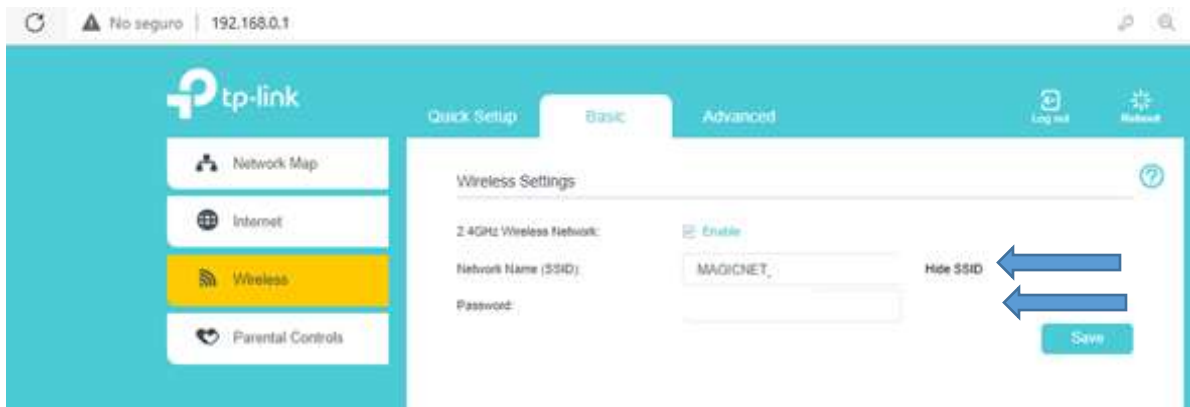 No seguro | 192.168.0.1
tp-link
Quick Setup Basic Advanced Log out Reboot
Network Map
Internet
Wireless
Parental Controls
Wireless Settings
2.4GHz Wireless Network: Enable
Network Name (SSID): MAGICNET_ Hide SSID
Password:
Save